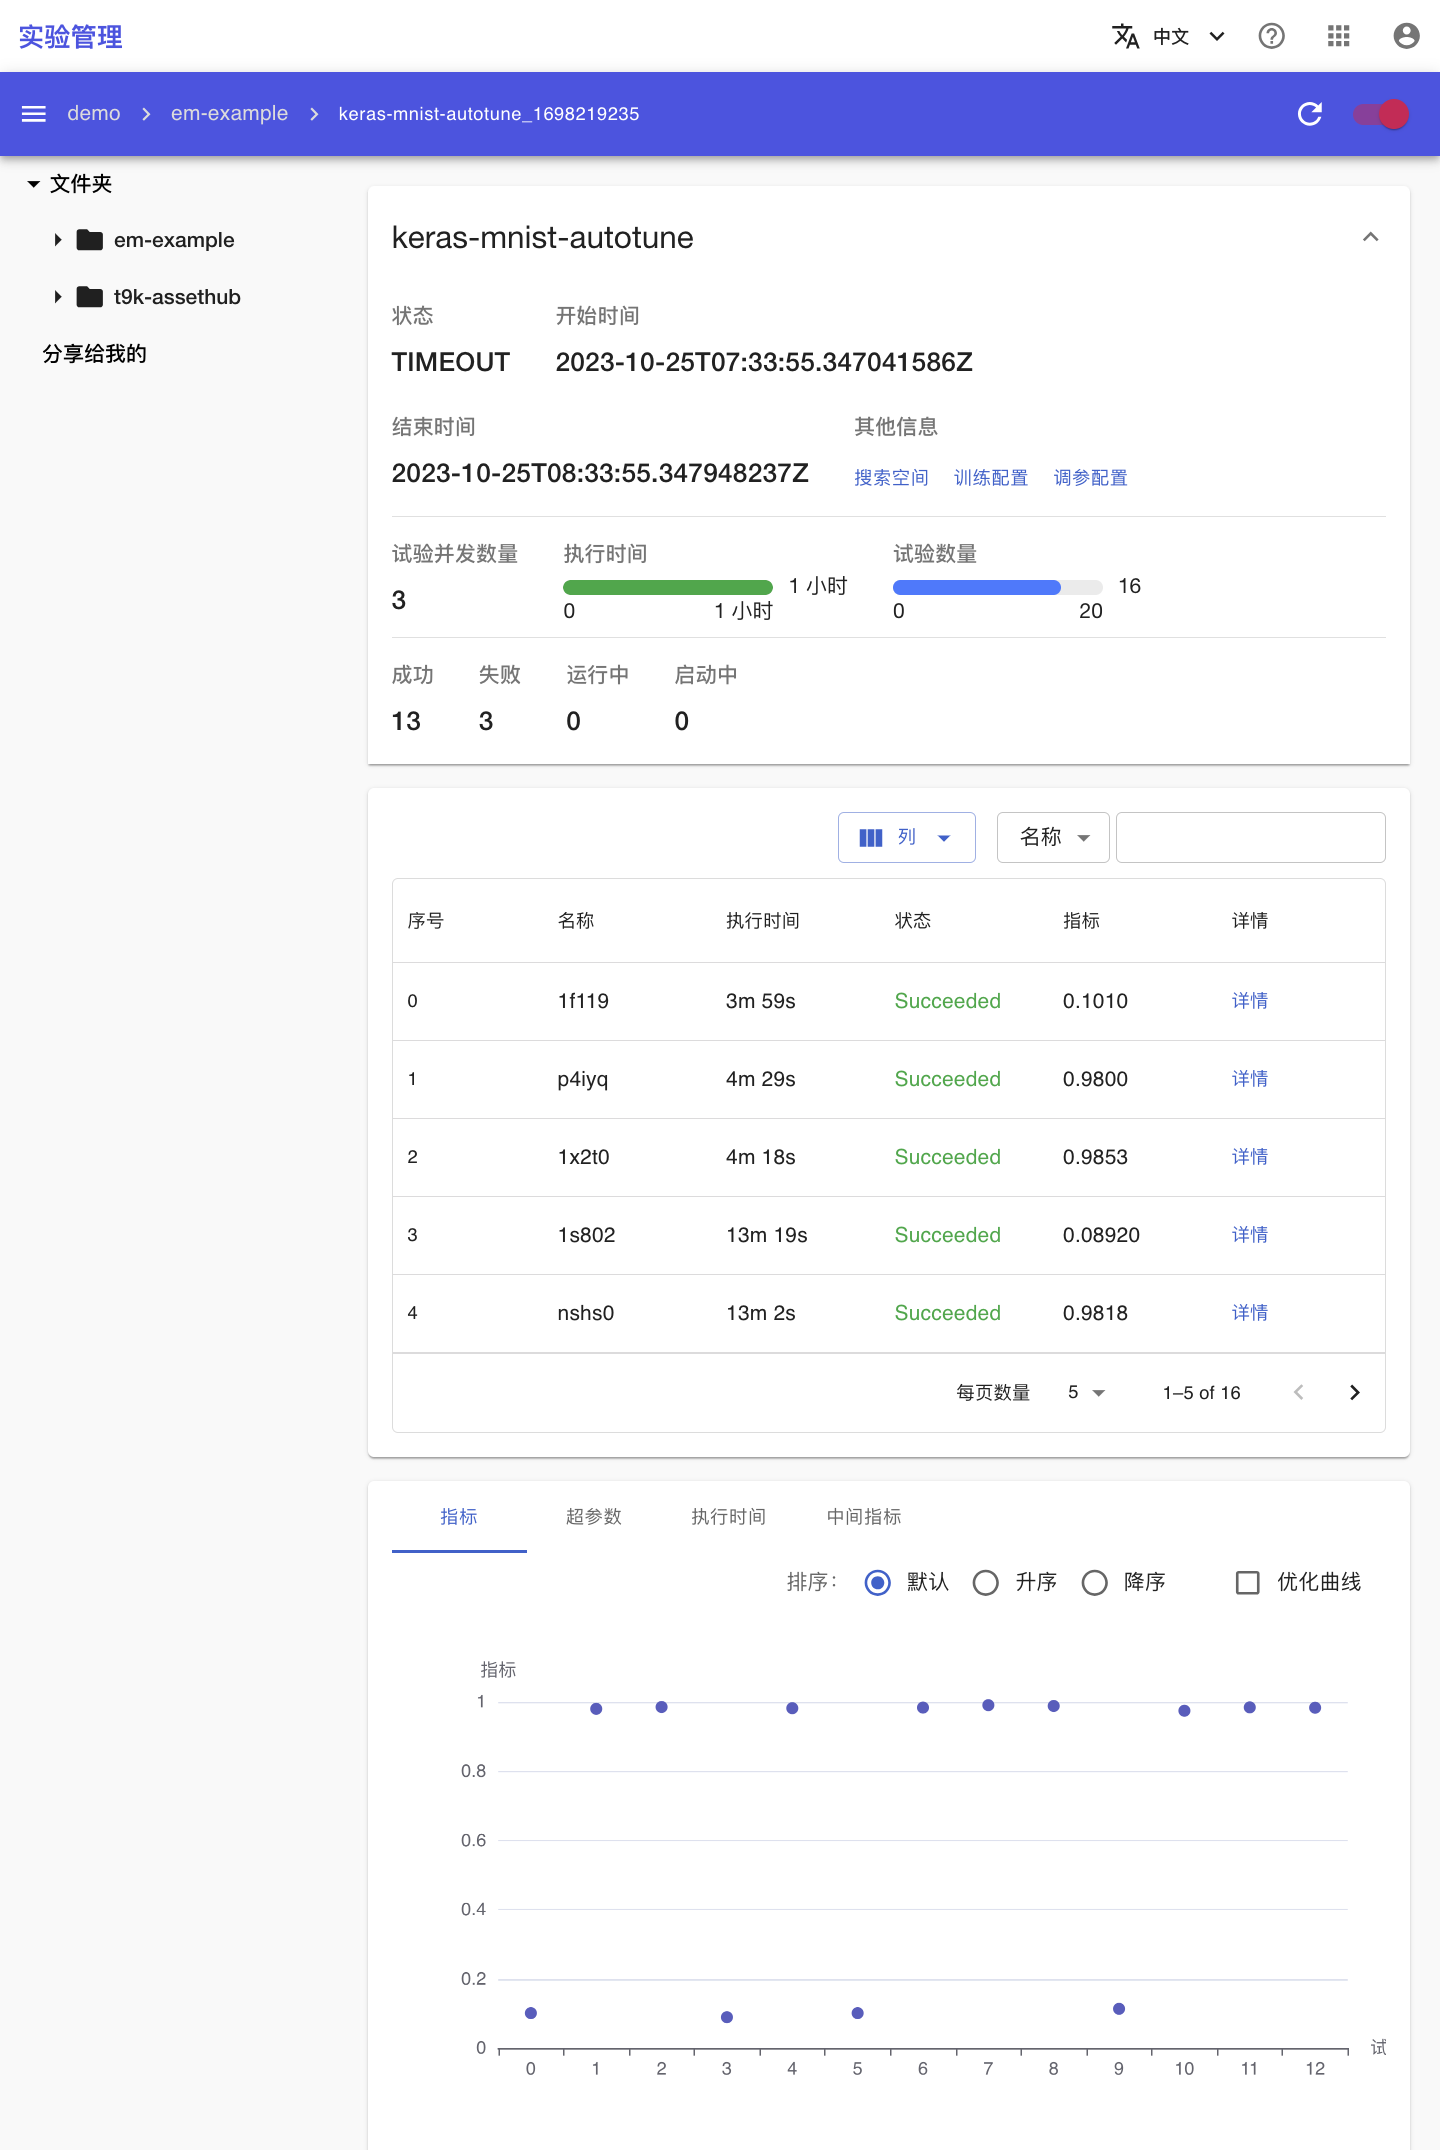 实验管理
中文
demo
em-example
keras-mnist-autotune_1698219235
文件夹
em-example
t9k-assethub
分享给我的
keras-mnist-autotune
状态 开始时间
TIMEOUT 2023-10-25T07:33:55.347041586Z
结束时间 其他信息
2023-10-25T08:33:55.347948237Z 搜索空间 训练配置 调参配置
试验并发数量 执行时间 试验数量
3 1 小时 16
0 1 小时 0 20
成功 失败 运行中 启动中
13 3 0 0
列 名称
序号 名称 执行时间 状态 指标 详情
0 1f119 3m 59s Succeeded 0.1010 详情
1 p4iyq 4m 29s Succeeded 0.9800 详情
2 1x2t0 4m 18s Succeeded 0.9853 详情
3 1s802 13m 19s Succeeded 0.08920 详情
4 nshs0 13m 2s Succeeded 0.9818 详情
每页数量 5 1–5 of 16
指标 超参数 执行时间 中间指标
排序: 默认 升序 降序 优化曲线
指标
1
0.8
0.6
0.4
0.2
0 试
0 1 2 3 4 5 6 7 8 9 10 11 12